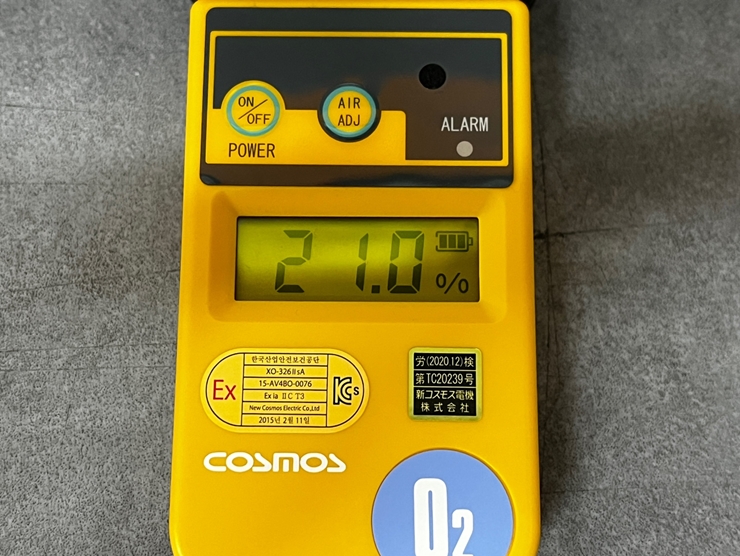 ON/OFF
POWER
AIR
ADJ
ALARM
21.0 %
한국산업안전보건공단
XO-326ⅡsA
15-AV4BO-0076
Ex ia ⅡC T3
New Cosmos Electric Co.,Ltd
2015년 2월 11일
Ex
KCs
労(2020 12)検
第TC20239号
新コスモス電機
株式会社
COSMOS
O2